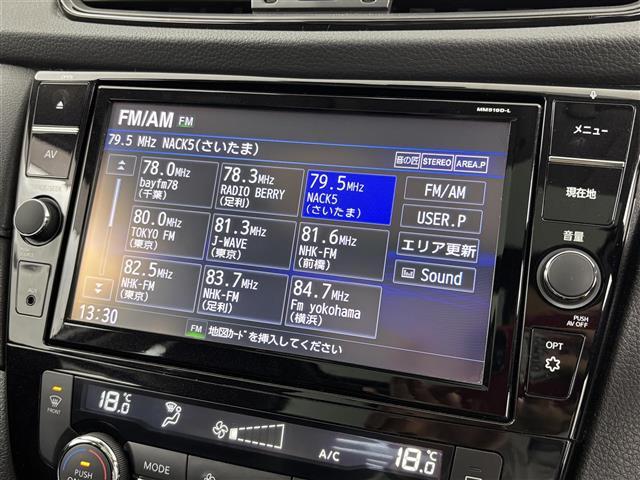 OPEN
MM519D-L
FM/AM FM
79.5 MHz NACK5(さいたま)
音の匠 STEREO AREA.P
78.0MHz
bayfm78
(千葉)
78.3MHz
RADIO BERRY
(足利)
79.5MHz
NACK5
(さいたま)
FM/AM
80.0MHz
TOKYO FM
(東京)
81.3MHz
J-WAVE
(東京)
81.6MHz
NHK-FM
(前橋)
USER.P
エリア更新
82.5MHz
NHK-FM
(東京)
83.7MHz
NHK-FM
(足利)
84.7MHz
Fm yokohama
(横浜)
Sound
13:30
FM 地図ｶｰﾄﾞを挿入してください
AV
TRACK/SEEK
AUX
メニュー
現在地
音量
PUSH
AV OFF
OPT
FRONT
18.0℃
A/C
18.0℃
PUSH
MODE